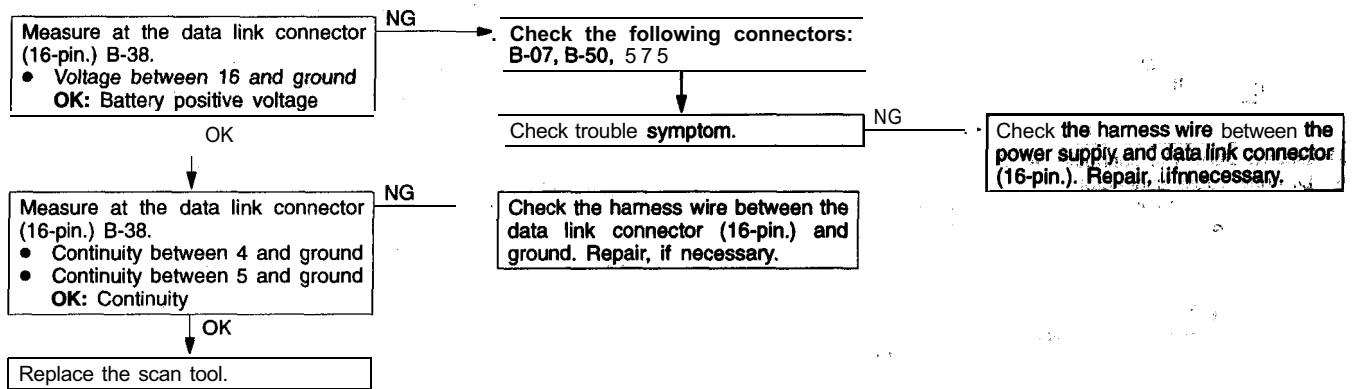 Measure at the data link connector
(16-pin.) B-38.
● Voltage between 16 and ground
OK: Battery positive voltage
NG
Check the following connectors:
B-07, B-50, 575
Check trouble symptom.
NG
Check the harness wire between the
power supply and data link connector
(16-pin.). Repair, iifnnecessary.
OK
Measure at the data link connector
(16-pin.) B-38.
● Continuity between 4 and ground
● Continuity between 5 and ground
OK: Continuity
NG
Check the harness wire between the
data link connector (16-pin.) and
ground. Repair, if necessary.
OK
Replace the scan tool.